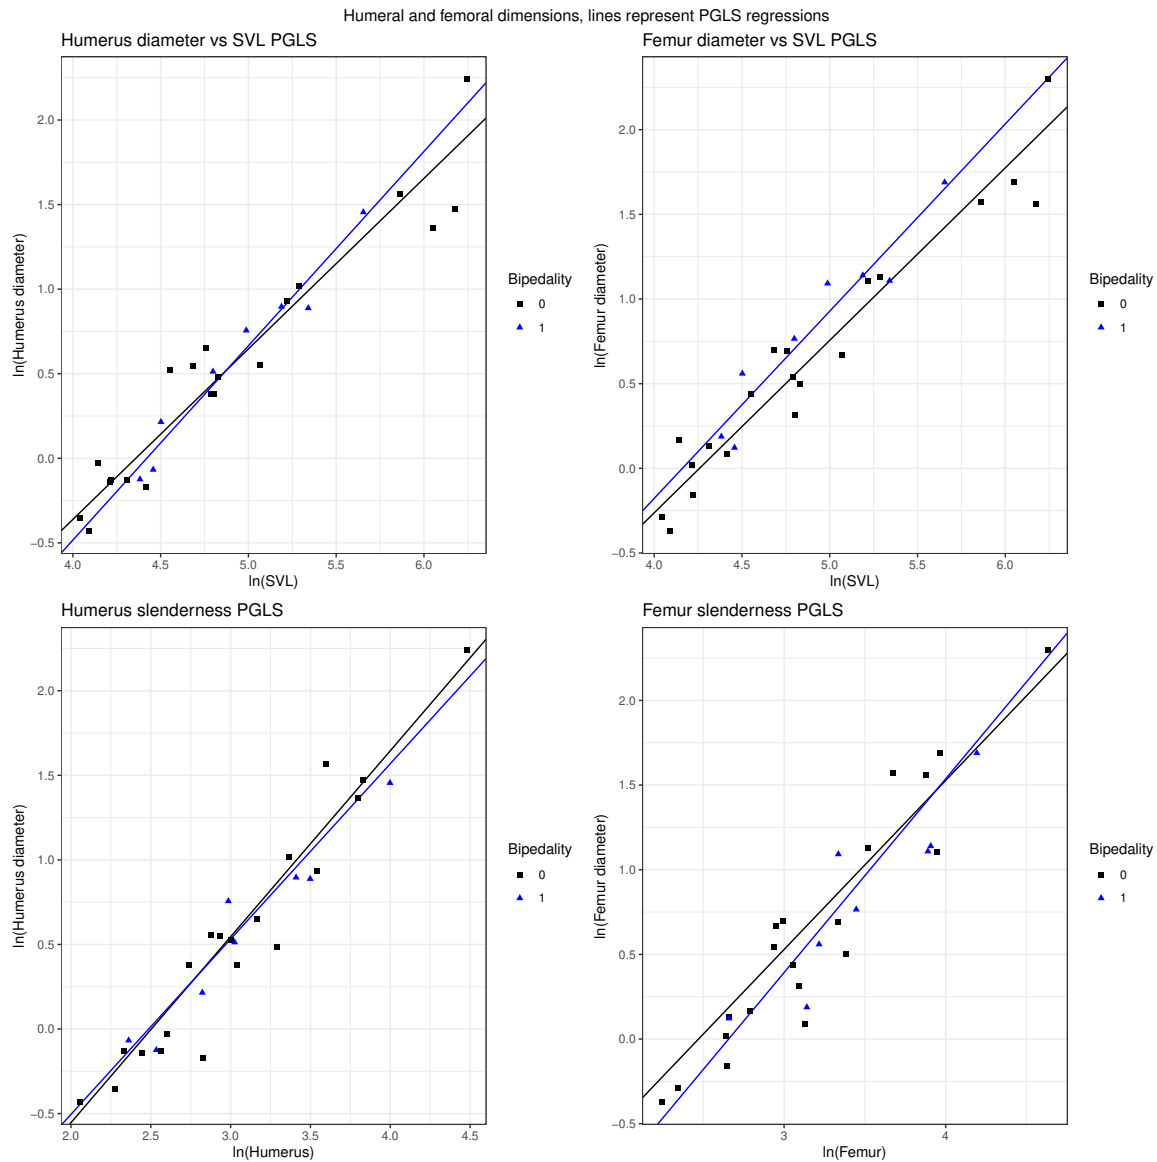 Humeral and femoral dimensions, lines represent PGLS regressions
Humerus diameter vs SVL PGLS
ln(Humerus diameter)
2.0
1.5
1.0
0.5
0.0
−0.5
4.0 4.5 5.0 5.5 6.0
ln(SVL)
Bipedality
0
1
Femur diameter vs SVL PGLS
ln(Femur diameter)
2.0
1.5
1.0
0.5
0.0
−0.5
4.0 4.5 5.0 5.5 6.0
ln(SVL)
Bipedality
0
1
Humerus slenderness PGLS
ln(Humerus diameter)
2.0
1.5
1.0
0.5
0.0
−0.5
2.0 2.5 3.0 3.5 4.0 4.5
ln(Humerus)
Bipedality
0
1
Femur slenderness PGLS
ln(Femur diameter)
2.0
1.5
1.0
0.5
0.0
−0.5
3 4
ln(Femur)
Bipedality
0
1